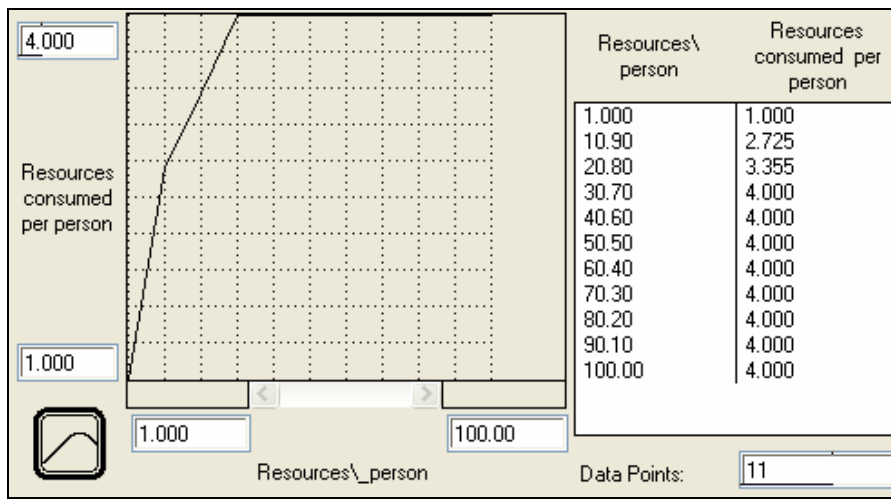 4.000
Resources
consumed
per person
1.000
1.000
100.00
Resources\_person
Resources\
person
Resources
consumed per
person
1.000 1.000
10.90 2.725
20.80 3.355
30.70 4.000
40.60 4.000
50.50 4.000
60.40 4.000
70.30 4.000
80.20 4.000
90.10 4.000
100.00 4.000
Data Points: 11